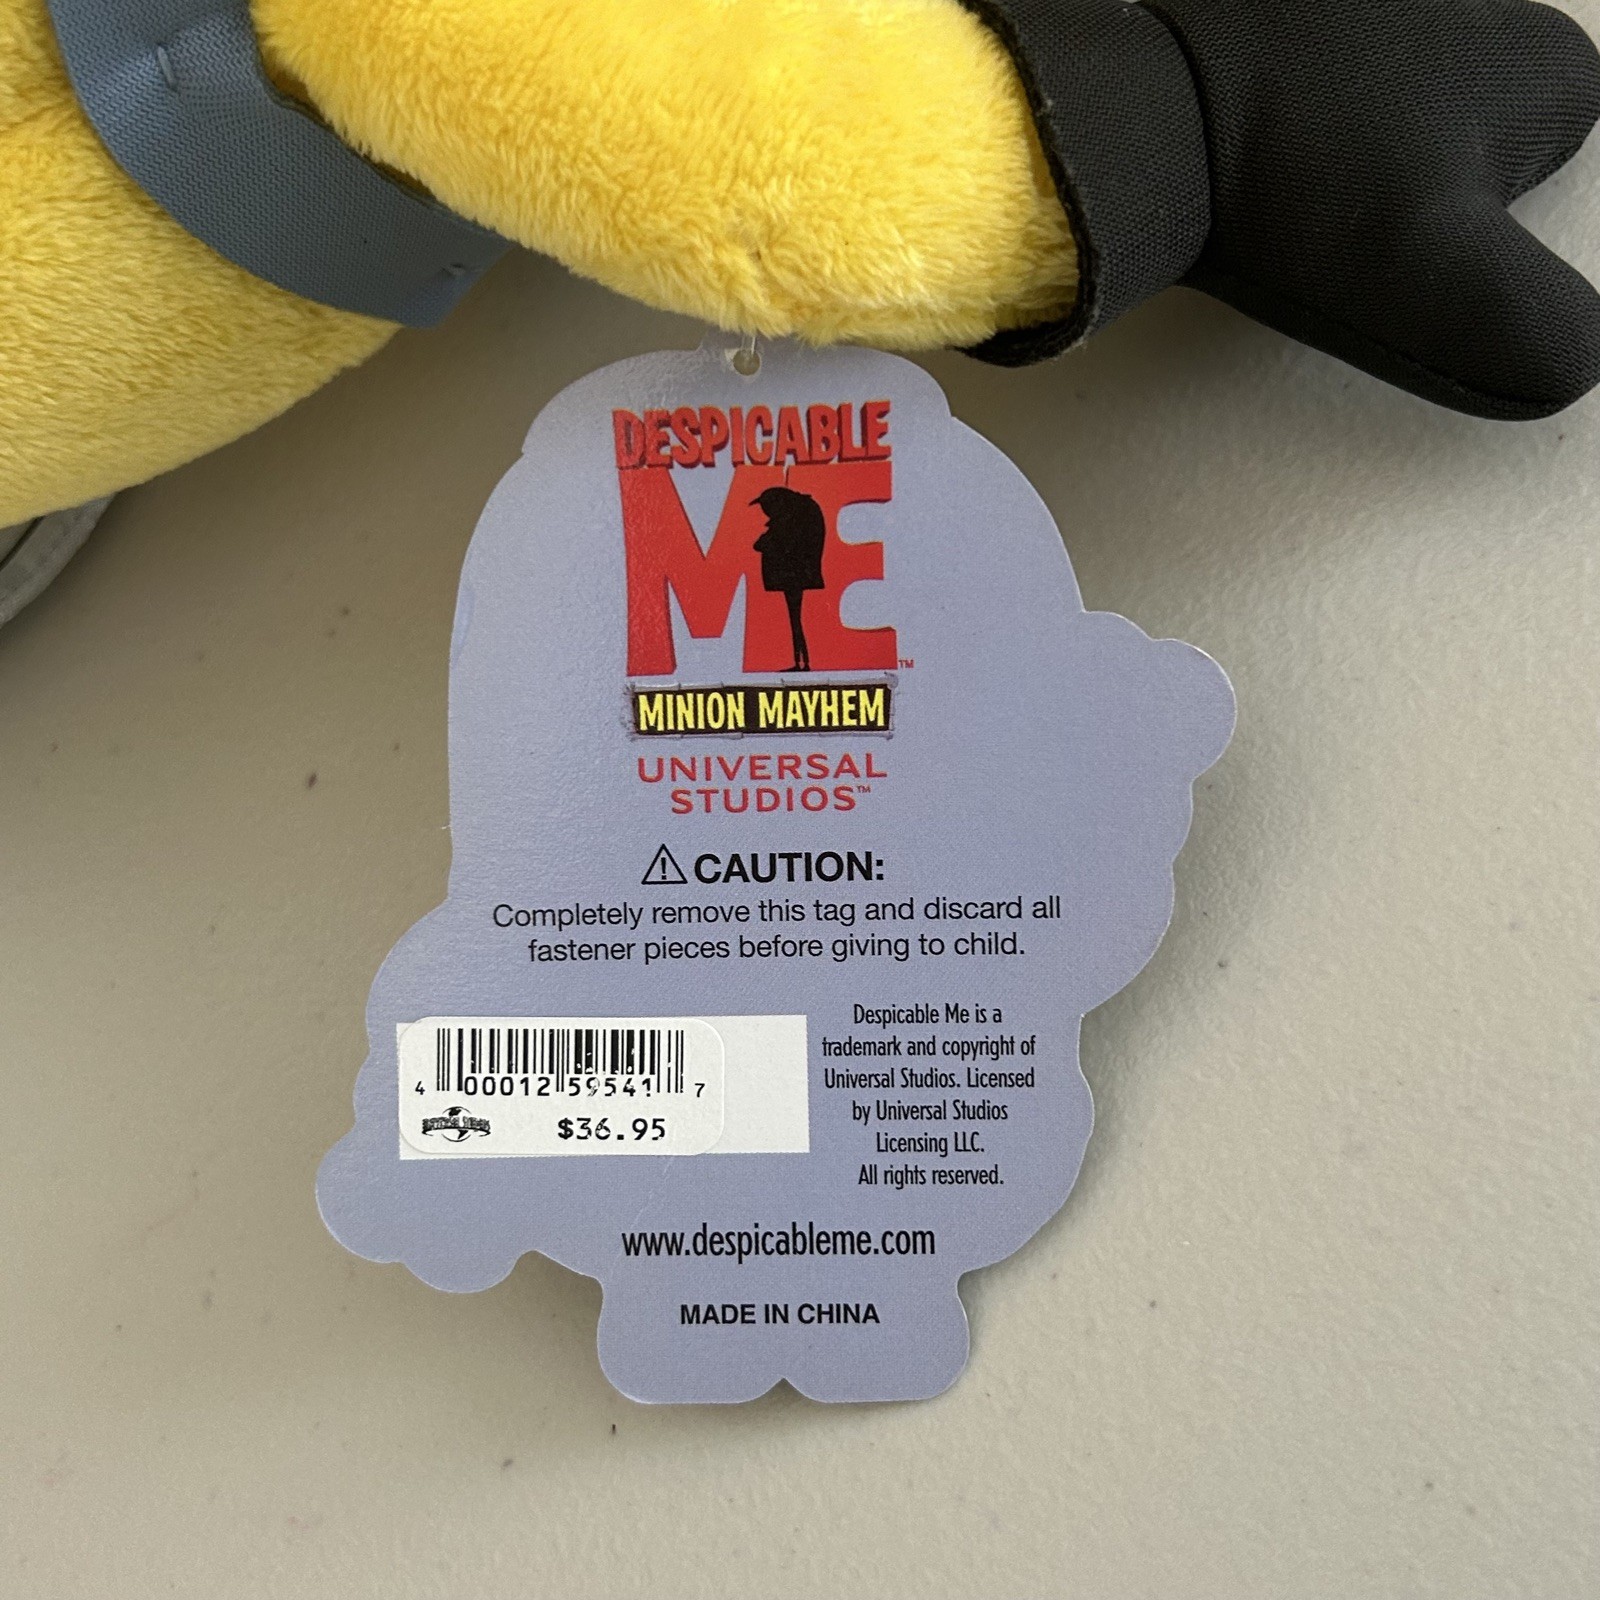 DESPICABLE
ME™
MINION MAYHEM
UNIVERSAL
STUDIOS™
⚠ CAUTION:
Completely remove this tag and discard all
fastener pieces before giving to child.
Despicable Me is a
trademark and copyright of
Universal Studios. Licensed
by Universal Studios
Licensing LLC.
All rights reserved.
4 00012 59541 7
$36.95
www.despicableme.com
MADE IN CHINA